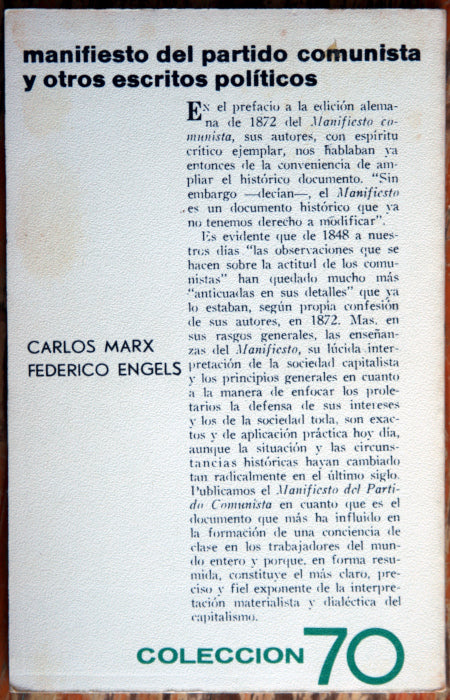 manifiesto del partido comunista
y otros escritos políticos
En el prefacio a la edición alema-
na de 1872 del Manifiesto co-
munista, sus autores, con espíritu
crítico ejemplar, nos hablaban ya
entonces de la conveniencia de am-
pliar el histórico documento. "Sin
embargo —decían—, el Manifiesto
es un documento histórico que ya
no tenemos derecho a modificar".
Es evidente que de 1848 a nues-
tros días "las observaciones que se
hacen sobre la actitud de los comu-
nistas" han quedado mucho más
"anticuadas en sus detalles" que ya
lo estaban, según propia confesión
de sus autores, en 1872. Mas, en
sus rasgos generales, las enseñan-
zas del Manifiesto, su lúcida inter-
pretación de la sociedad capitalista
y los principios generales en cuanto
a la manera de enfocar los prole-
tarios la defensa de sus intereses
y los de la sociedad toda, son exac-
tos y de aplicación práctica hoy día,
aunque la situación y las circuns-
tancias históricas hayan cambiado
tan radicalmente en el último siglo.
Publicamos el Manifiesto del Parti-
do Comunista en cuanto que es el
documento que más ha influido en
la formación de una conciencia de
clase en los trabajadores del mun-
do entero y porque, en forma resu-
mida, constituye el más claro, pre-
ciso y fiel exponente de la interpre-
tación materialista y dialéctica del
capitalismo.
CARLOS MARX
FEDERICO ENGELS
COLECCION 70